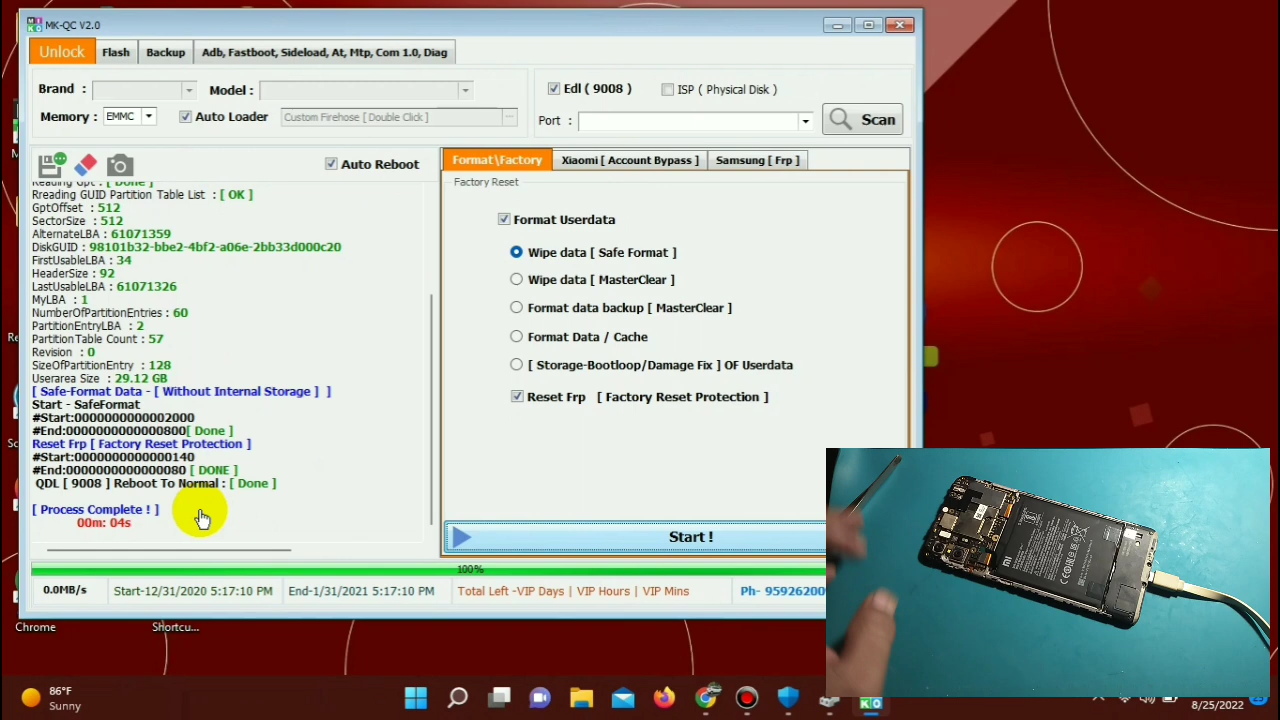 MK-QC V2.0
Unlock Flash Backup Adb, Fastboot, Sideload, At, Mtp, Com 1.0, Diag
Brand : Model : Edl ( 9008 ) ISP ( Physical Disk )
Memory : EMMC Auto Loader Custom Firehose [ Double Click ] ... Port : Scan
Auto Reboot
Format\Factory Xiaomi [ Account Bypass ] Samsung [ Frp ]
Factory Reset
Reading Gpt : [ Done ]
Rreading GUID Partition Table List : [ OK ]
GptOffset : 512
SectorSize : 512
AlternateLBA : 61071359
DiskGUID : 98101b32-bbe2-4bf2-a06e-2bb33d000c20
FirstUsableLBA : 34
HeaderSize : 92
LastUsableLBA : 61071326
MyLBA : 1
NumberOfPartitionEntries : 60
PartitionEntryLBA : 2
PartitionTable Count : 57
Revision : 0
SizeOfPartitionEntry : 128
Userarea Size : 29.12 GB
[ Safe-Format Data - [ Without Internal Storage ] ]
Start - SafeFormat
#Start:0000000000002000
#End:0000000000000800[ Done ]
Reset Frp [ Factory Reset Protection ]
#Start:0000000000000140
#End:0000000000000080 [ DONE ]
QDL [ 9008 ] Reboot To Normal : [ Done ]
[ Process Complete ! ]
00m: 04s
Format Userdata
Wipe data [ Safe Format ]
Wipe data [ MasterClear ]
Format data backup [ MasterClear ]
Format Data / Cache
[ Storage-Bootloop/Damage Fix ] OF Userdata
Reset Frp [ Factory Reset Protection ]
Start !
100%
0.0MB/s Start-12/31/2020 5:17:10 PM End-1/31/2021 5:17:10 PM Total Left -VIP Days | VIP Hours | VIP Mins Ph- 959262009
Chrome Shortcu...
mi
86°F
Sunny
8/25/2022